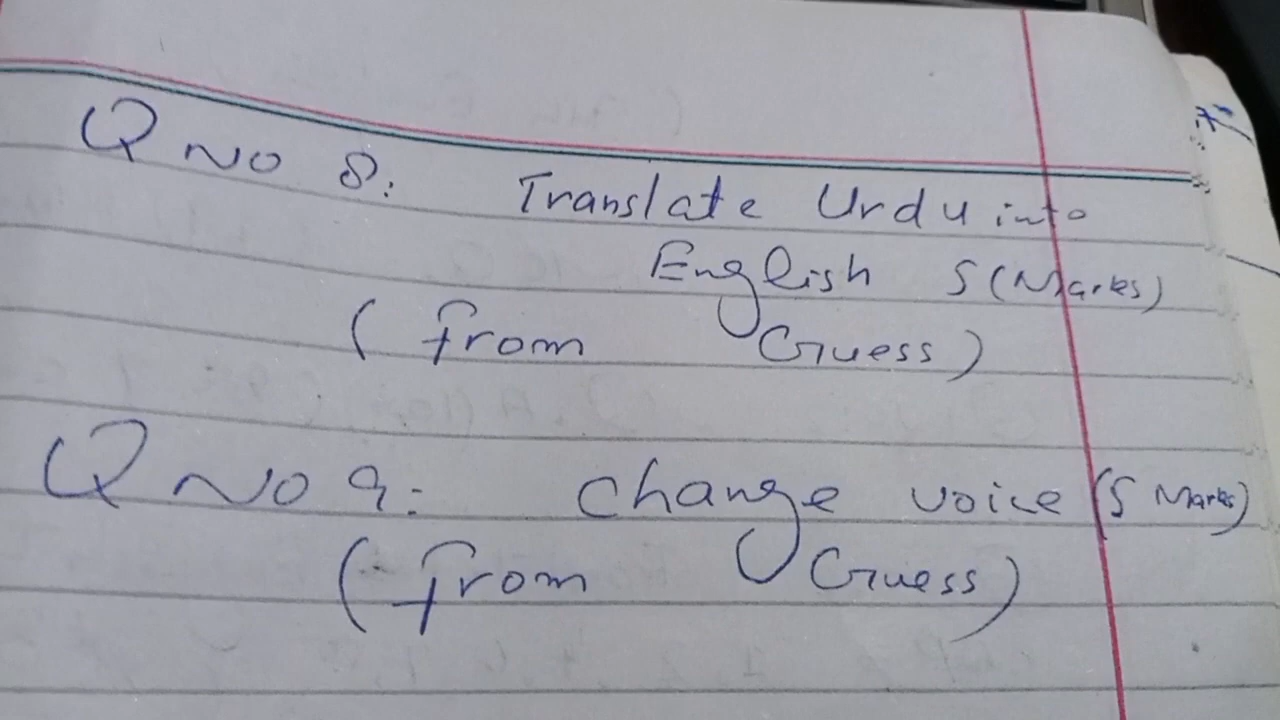 Q No 8: Translate Urdu into
English 5 (Marks)
(from Guess)
Q No 9: Change voice (5 Marks)
(from Guess)